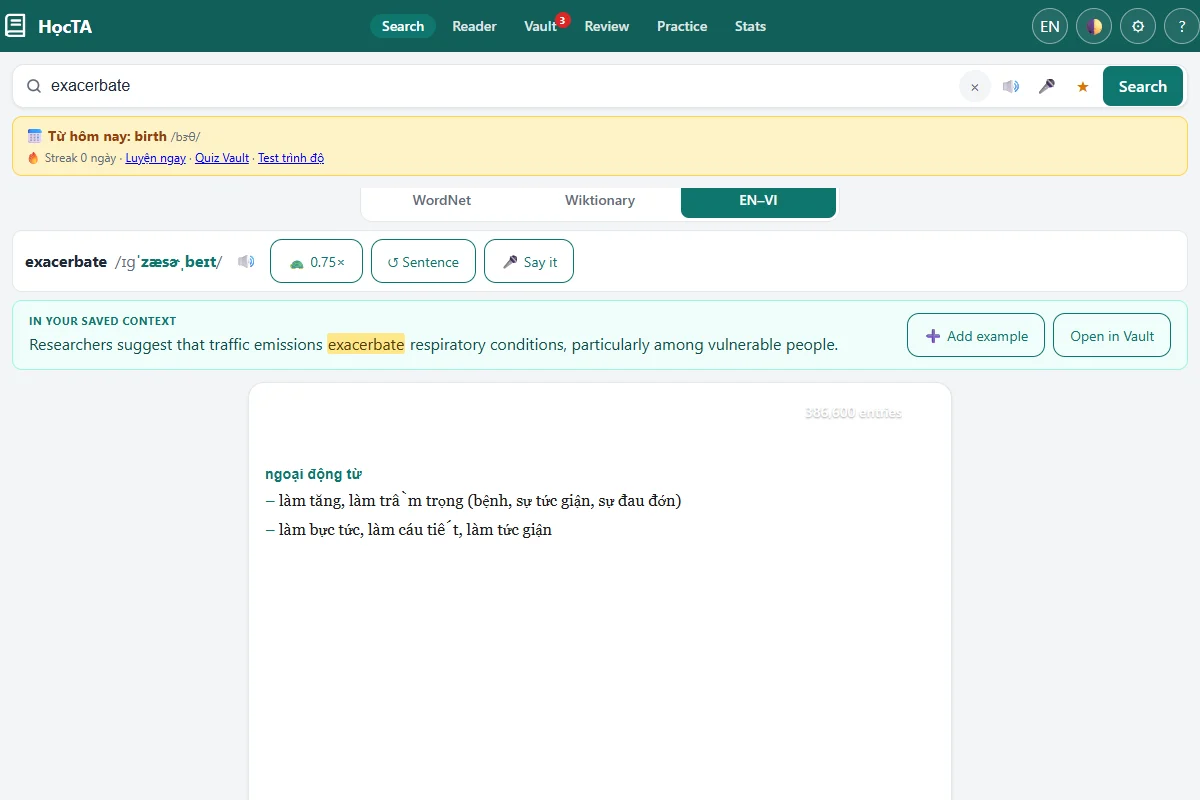 HọcTA
Search Reader Vault 3 Review Practice Stats
EN ?
exacerbate
× Search
Từ hôm nay: birth /bɝθ/
Streak 0 ngày · Luyện ngay · Quiz Vault · Test trình độ
WordNet Wiktionary EN–VI
exacerbate /ɪɡˈzæsɚˌbeɪt/ 0.75× ↺ Sentence Say it
IN YOUR SAVED CONTEXT
Researchers suggest that traffic emissions exacerbate respiratory conditions, particularly among vulnerable people.
Add example Open in Vault
386,600 entries
ngoại động từ
– làm tăng, làm trầm trọng (bệnh, sự tức giận, sự đau đớn)
– làm bực tức, làm cáu tiết, làm tức giận